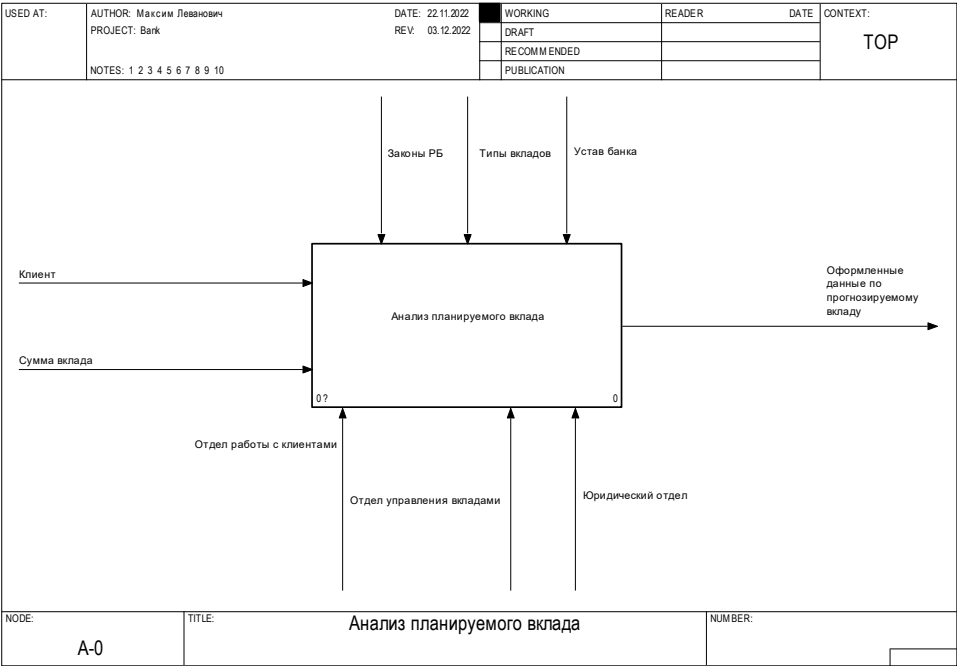 USED AT:
AUTHOR: Максим Леванович
DATE: 22.11.2022
WORKING
READER
DATE
CONTEXT:
PROJECT: Bank
REV: 03.12.2022
DRAFT
TOP
RECOMMENDED
NOTES: 1 2 3 4 5 6 7 8 9 10
PUBLICATION
Законы РБ
Типы вкладов
Устав банка
Клиент
Оформленные
данные по
прогнозируемому
вкладу
Анализ планируемого вклада
Сумма вклада
0 ?
0
Отдел работы с клиентами
Отдел управления вкладами
Юридический отдел
NODE:
TITLE:
NUMBER:
Анализ планируемого вклада
A-0